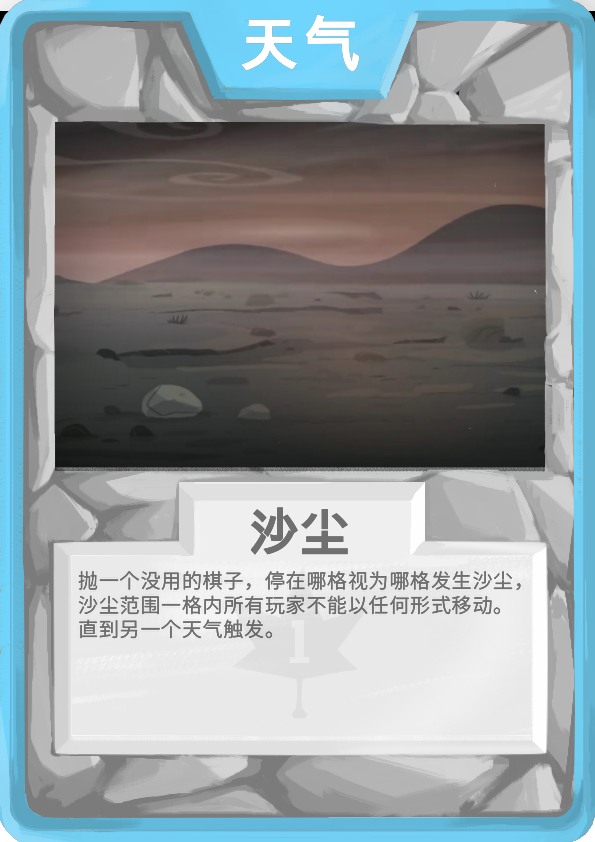 天气
沙尘
抛一个没用的棋子，停在哪格视为哪格发生沙尘，
沙尘范围一格内所有玩家不能以任何形式移动。
直到另一个天气触发。
1